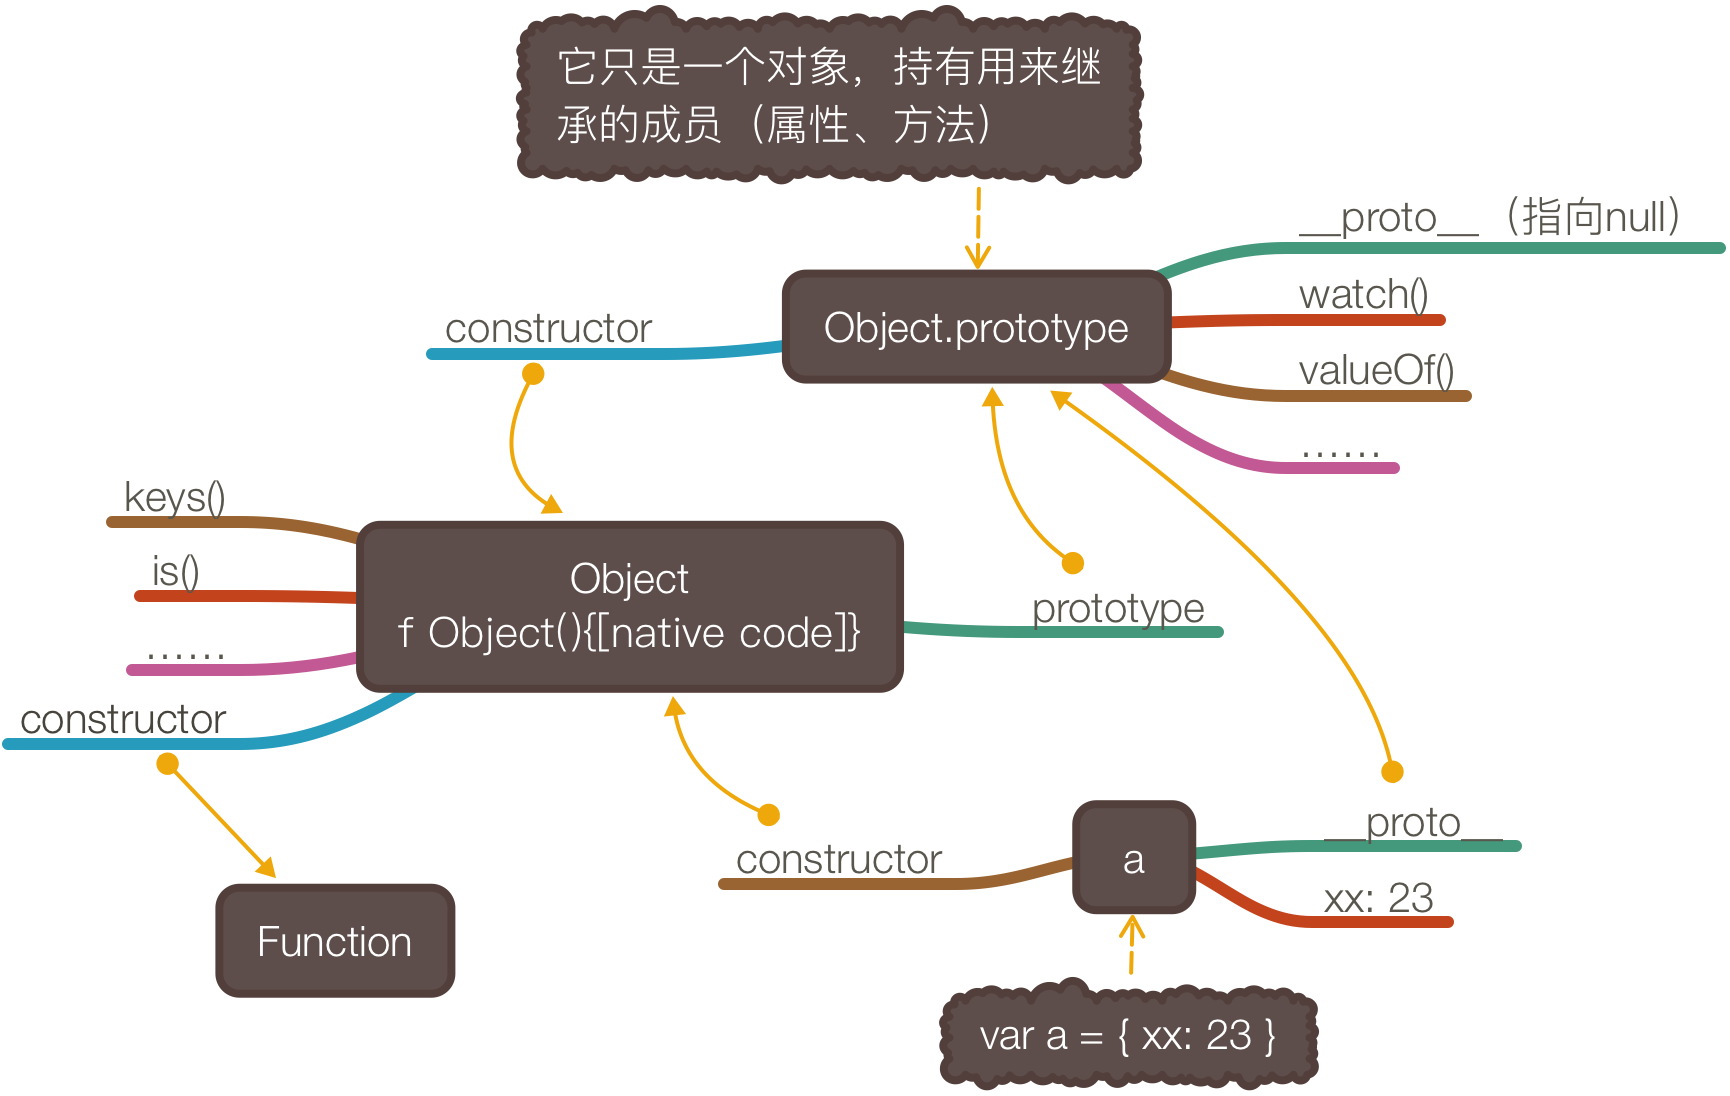 它只是一个对象，持有用来继
承的成员（属性、方法）
__proto__（指向null）
watch()
constructor
Object.prototype
valueOf()
……
keys()
is()
Object
f Object(){[native code]}
prototype
……
constructor
__proto__
constructor
a
xx: 23
Function
var a = { xx: 23 }